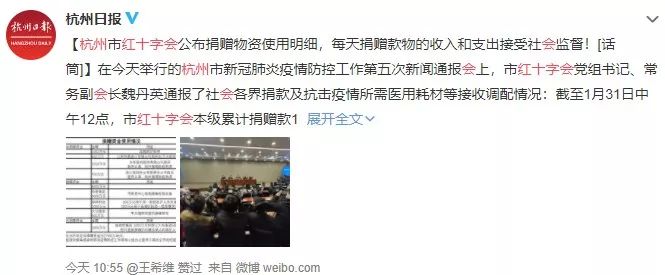 杭州日报
杭州日报
HANGZHOU DAILY
【杭州市红十字会公布捐赠物资使用明细，每天捐赠款物的收入和支出接受社会监督！[话
筒]】在今天举行的杭州市新冠肺炎疫情防控工作第五次新闻通报会上，市红十字会党组书记、常
务副会长魏丹英通报了社会各界捐款及抗击疫情所需医用耗材等接收调配情况：截至1月31日中
午12点，市红十字会本级累计捐赠款1 展开全文
捐赠资金使用情况
今天 10:55 @王希维 赞过 来自 微博 weibo.com